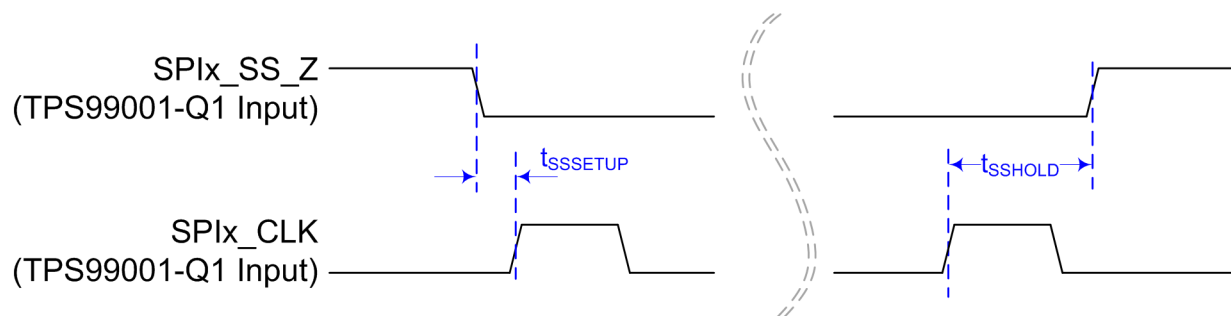 SPIx_SS_Z
(TPS99001-Q1 Input)
tSSSETUP
tSSHOLD
SPIx_CLK
(TPS99001-Q1 Input)